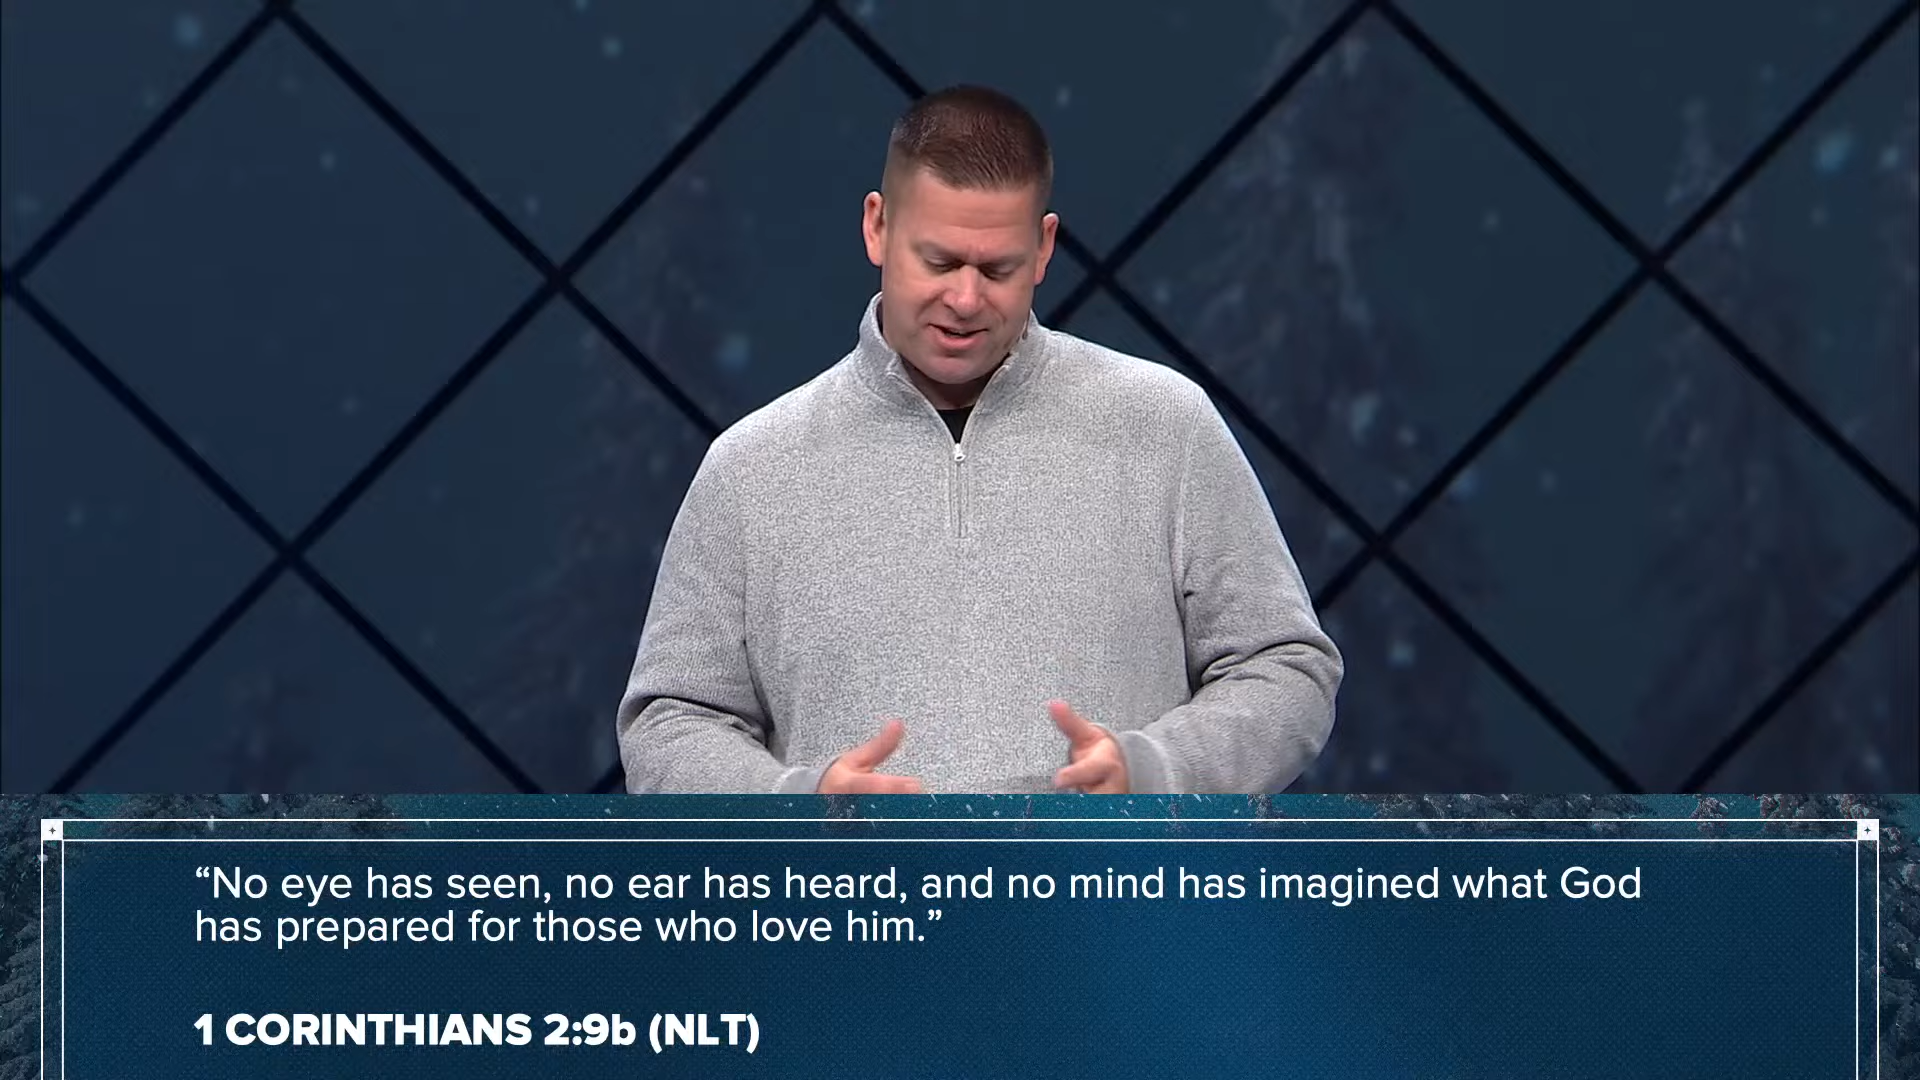 “No eye has seen, no ear has heard, and no mind has imagined what God
has prepared for those who love him.”
1 CORINTHIANS 2:9b (NLT)